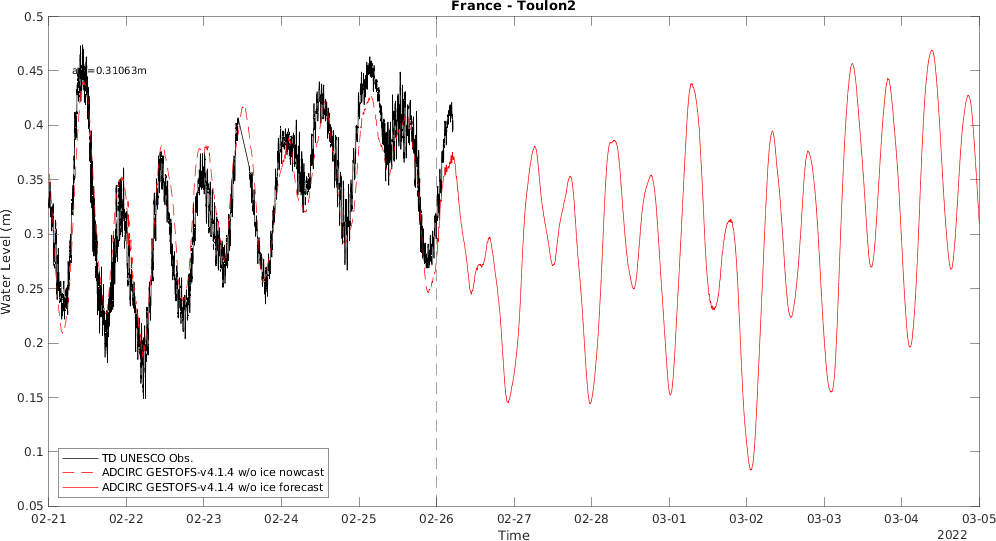 France - Toulon2
0.5
0.45
0.4
0.35
0.3
0.25
0.2
0.15
0.1
0.05
Water Level (m)
=0.31063m
TD UNESCO Obs.
ADCIRC GESTOFS-v4.1.4 w/o ice nowcast
ADCIRC GESTOFS-v4.1.4 w/o ice forecast
02-21 02-22 02-23 02-24 02-25 02-26 02-27 02-28 03-01 03-02 03-03 03-04 03-05
Time
2022